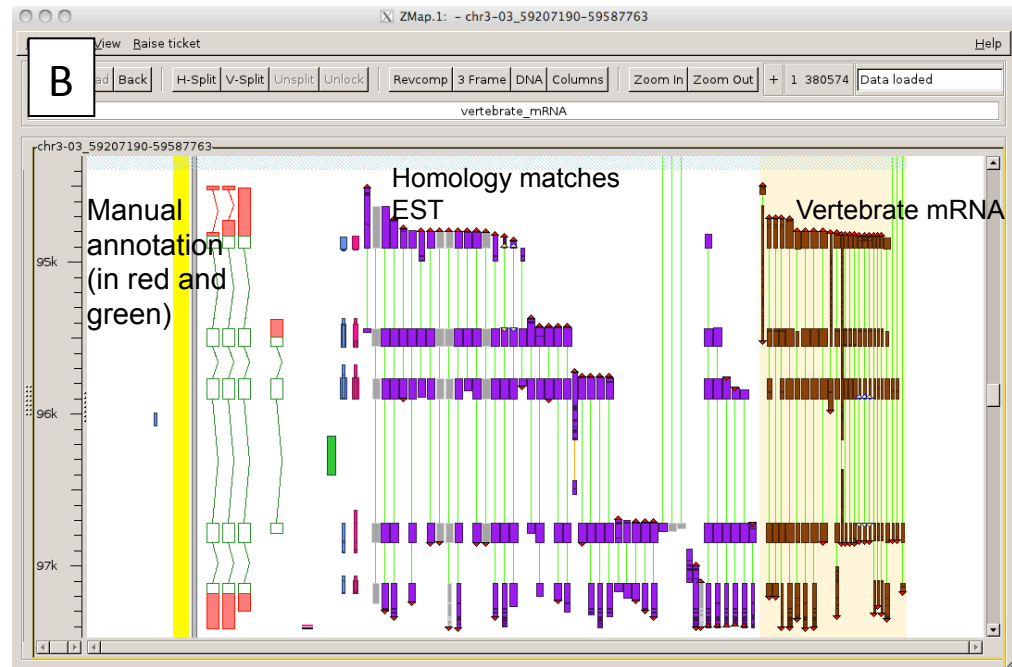 ZMap.1: - chr3-03_59207190-59587763
View Raise ticket Help
B
Back H-Split V-Split Unsplit Unlock Revcomp 3 Frame DNA Columns Zoom In Zoom Out + 1 380574 Data loaded
vertebrate_mRNA
chr3-03_59207190-59587763
Homology matches
EST
Manual
annotation
(in red and
green)
Vertebrate mRNA
95k
96k
97k